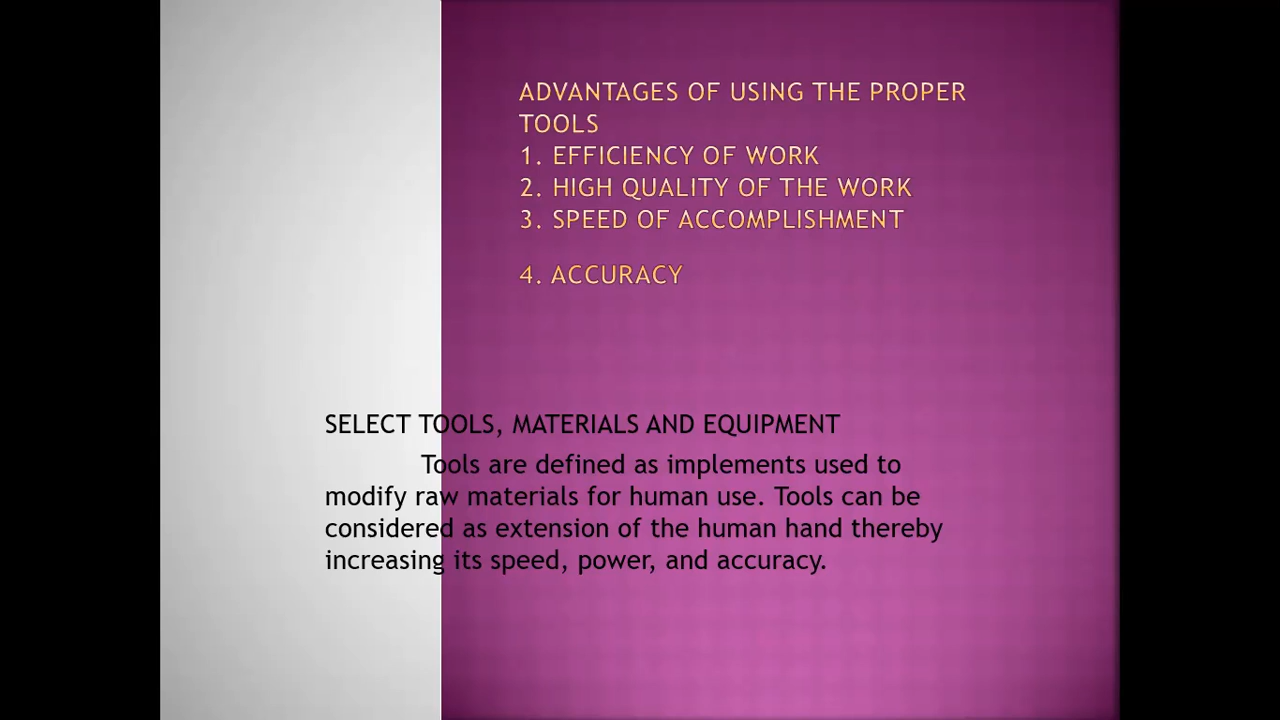 ADVANTAGES OF USING THE PROPER
TOOLS
1. EFFICIENCY OF WORK
2. HIGH QUALITY OF THE WORK
3. SPEED OF ACCOMPLISHMENT
4. ACCURACY
SELECT TOOLS, MATERIALS AND EQUIPMENT
Tools are defined as implements used to
modify raw materials for human use. Tools can be
considered as extension of the human hand thereby
increasing its speed, power, and accuracy.